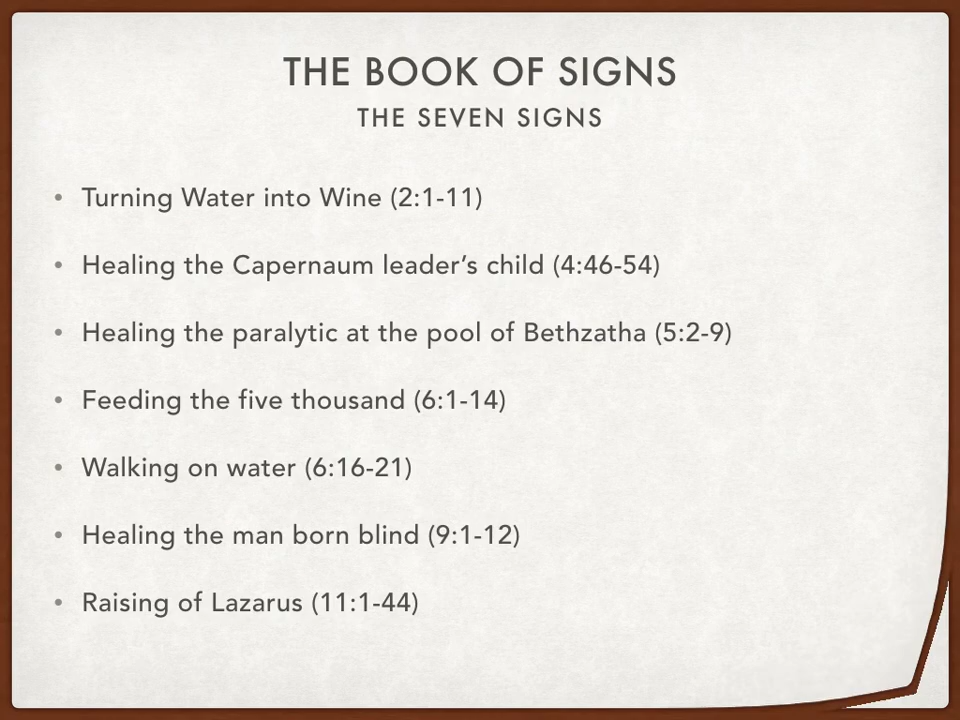 THE BOOK OF SIGNS
THE SEVEN SIGNS
• Turning Water into Wine (2:1-11)
• Healing the Capernaum leader’s child (4:46-54)
• Healing the paralytic at the pool of Bethzatha (5:2-9)
• Feeding the five thousand (6:1-14)
• Walking on water (6:16-21)
• Healing the man born blind (9:1-12)
• Raising of Lazarus (11:1-44)